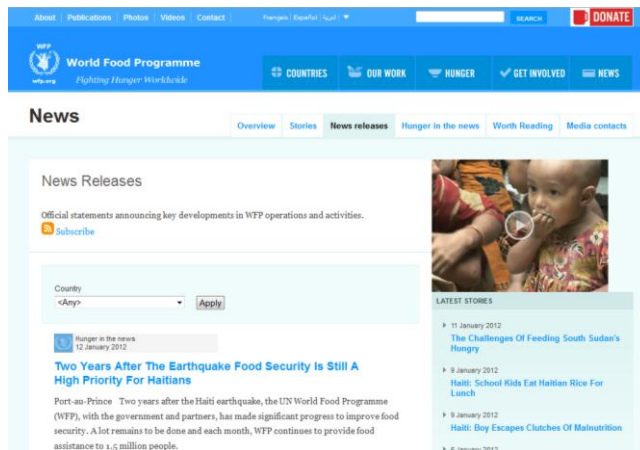 About Publications Photos Videos Contact Français Español العربية SEARCH DONATE
WFP
wfp.org
World Food Programme
Fighting Hunger Worldwide
COUNTRIES OUR WORK HUNGER GET INVOLVED NEWS
News
Overview Stories News releases Hunger in the news Worth Reading Media contacts
News Releases
Official statements announcing key developments in WFP operations and activities.
Subscribe
Country
<Any> Apply
Hunger in the news
12 January 2012
Two Years After The Earthquake Food Security Is Still A
High Priority For Haitians
Port-au-Prince Two years after the Haiti earthquake, the UN World Food Programme
(WFP), with the government and partners, has made significant progress to improve food
security. A lot remains to be done and each month, WFP continues to provide food
assistance to 1.5 million people.
LATEST STORIES
11 January 2012
The Challenges Of Feeding South Sudan's
Hungry
9 January 2012
Haiti: School Kids Eat Haitian Rice For
Lunch
9 January 2012
Haiti: Boy Escapes Clutches Of Malnutrition